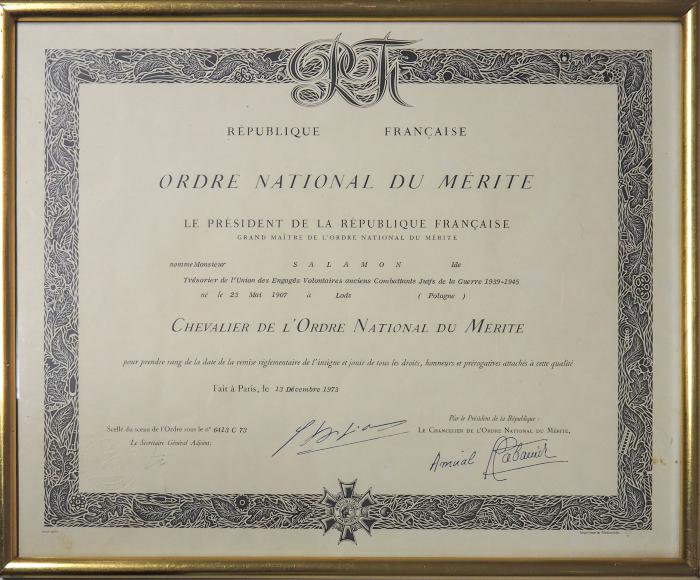 RF
RÉPUBLIQUE FRANÇAISE
ORDRE NATIONAL DU MÉRITE
LE PRÉSIDENT DE LA RÉPUBLIQUE FRANÇAISE
GRAND MAÎTRE DE L'ORDRE NATIONAL DU MÉRITE
nomme Monsieur SALAMON Ide
Trésorier de l'Union des Engagés Volontaires anciens Combattants Juifs de la Guerre 1939-1945
né le 23 Mai 1907 à Lodz ( Pologne )
CHEVALIER DE L'ORDRE NATIONAL DU MÉRITE
pour prendre rang de la date de la remise réglementaire de l'insigne et jouir de tous les droits, honneurs et prérogatives attachés à cette qualité
Fait à Paris, le 13 Décembre 1973
Scellé du sceau de l'Ordre sous le n° 6413 C 73
Le Secrétaire Général Adjoint,
Par le Président de la République :
LE CHANCELIER DE L'ORDRE NATIONAL DU MÉRITE,
Amiral Cabanier